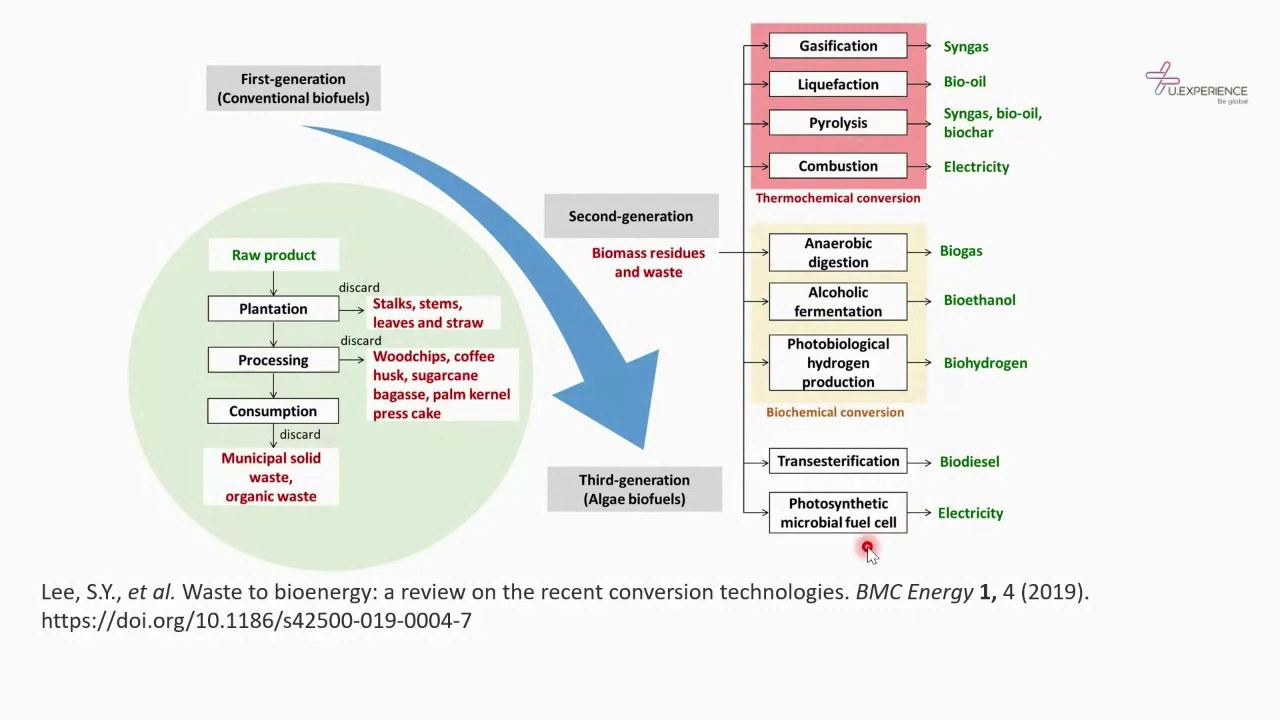 First-generation
(Conventional biofuels)
Raw product
Plantation
discard
Stalks, stems,
leaves and straw
Processing
discard
Woodchips, coffee
husk, sugarcane
bagasse, palm kernel
press cake
Consumption
discard
Municipal solid
waste,
organic waste
Second-generation
Biomass residues
and waste
Third-generation
(Algae biofuels)
Gasification
Syngas
Liquefaction
Bio-oil
Pyrolysis
Syngas, bio-oil,
biochar
Combustion
Electricity
Thermochemical conversion
Anaerobic
digestion
Biogas
Alcoholic
fermentation
Bioethanol
Photobiological
hydrogen
production
Biohydrogen
Biochemical conversion
Transesterification
Biodiesel
Photosynthetic
microbial fuel cell
Electricity
U.EXPERIENCE
Be global
Lee, S.Y., et al. Waste to bioenergy: a review on the recent conversion technologies. BMC Energy 1, 4 (2019).
https://doi.org/10.1186/s42500-019-0004-7